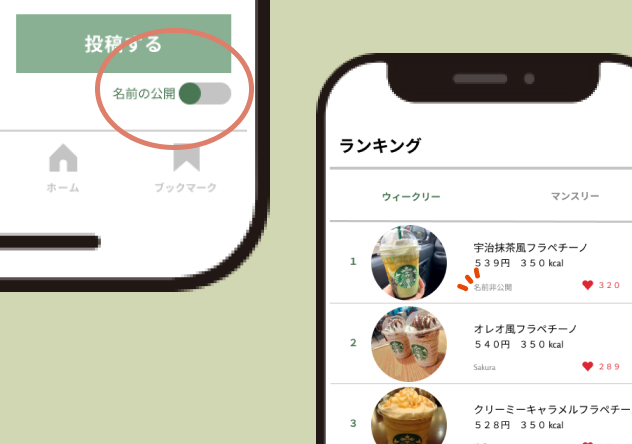 投稿する
名前の公開
ホーム
ブックマーク
ランキング
ウィークリー
マンスリー
1
宇治抹茶風フラペチーノ
539円 350 kcal
名前非公開
320
2
オレオ風フラペチーノ
540円 350 kcal
Sakura
289
3
クリーミーキャラメルフラペチー
528円 350 kcal